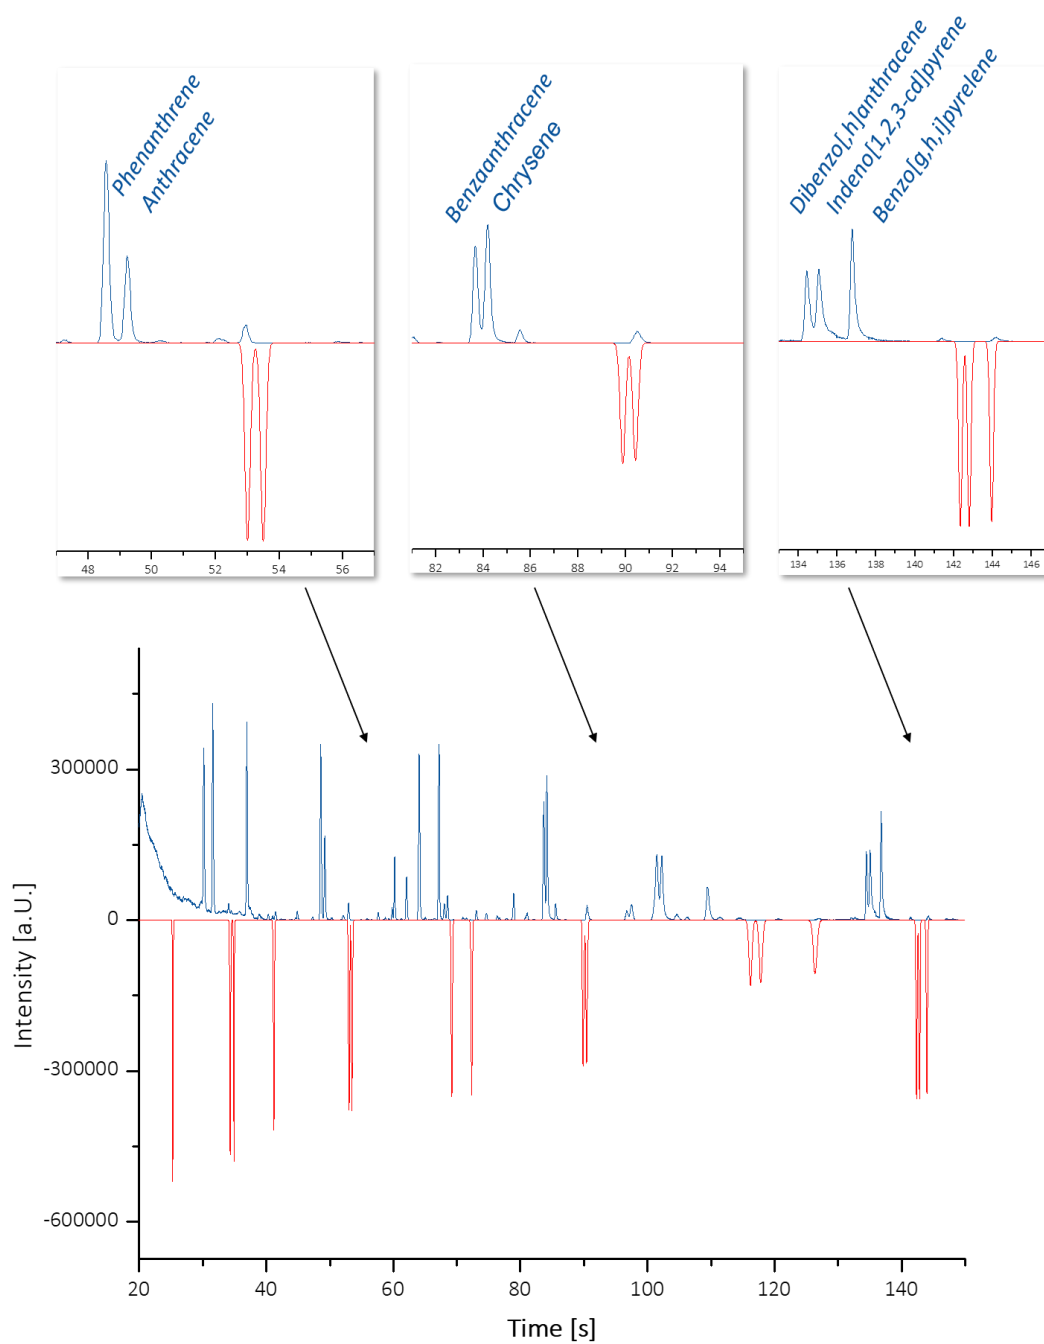 Phenanthrene
Anthracene
Benzaanthracene
Chrysene
Dibenzo[,h]anthracene
Indeno[1,2,3-cd]pyrene
Benzo[g,h,i]pyrelene
48 50 52 54 56
82 84 86 88 90 92 94
134 136 138 140 142 144 146
300000
0
-300000
-600000
Intensity [a.U.]
20 40 60 80 100 120 140
Time [s]